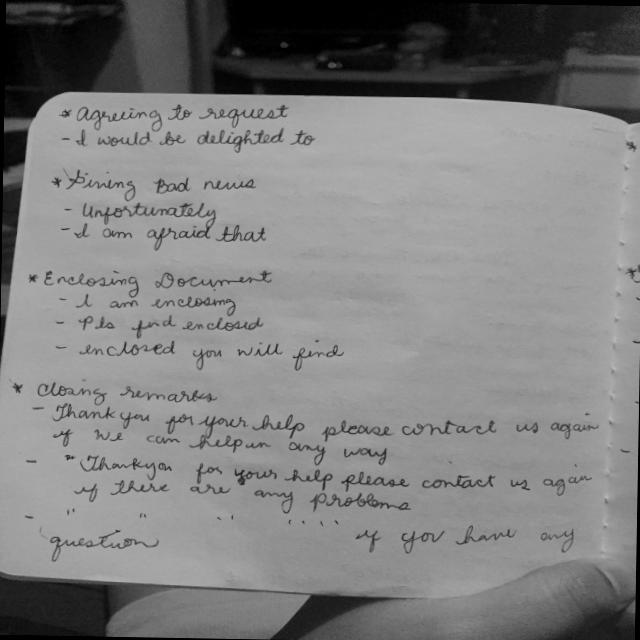 * Agreeing to request
- I would be delighted to
* Giving Bad news
- Unfortunately
- I am afraid that
* Enclosing Document
- I am enclosing
- Pls find enclosed
- enclosed you will find
* Closing remarks
- Thank you for your help please contact us again
if we can help in any way
- " Thankyou for your help please contact us again
if there are any problems
- " " " " " " " if you have any
question